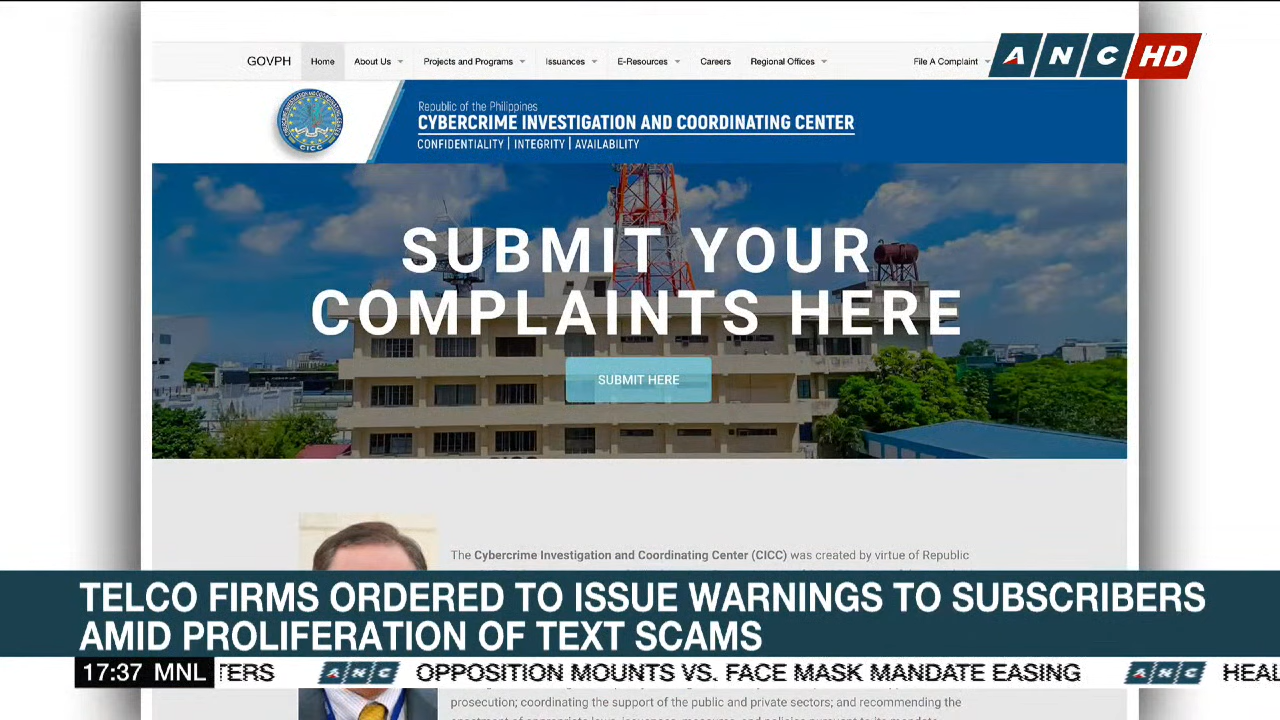 GOVPH Home About Us Projects and Programs Issuances E-Resources Careers Regional Offices File A Complaint
ANC HD
CICC
Republic of the Philippines
CYBERCRIME INVESTIGATION AND COORDINATING CENTER
CONFIDENTIALITY | INTEGRITY | AVAILABILITY
SUBMIT YOUR
COMPLAINTS HERE
SUBMIT HERE
The Cybercrime Investigation and Coordinating Center (CICC) was created by virtue of Republic
TELCO FIRMS ORDERED TO ISSUE WARNINGS TO SUBSCRIBERS
AMID PROLIFERATION OF TEXT SCAMS
17:37 MNL TERS ANC OPPOSITION MOUNTS VS. FACE MASK MANDATE EASING ANC HEAL
prosecution; coordinating the support of the public and private sectors; and recommending the